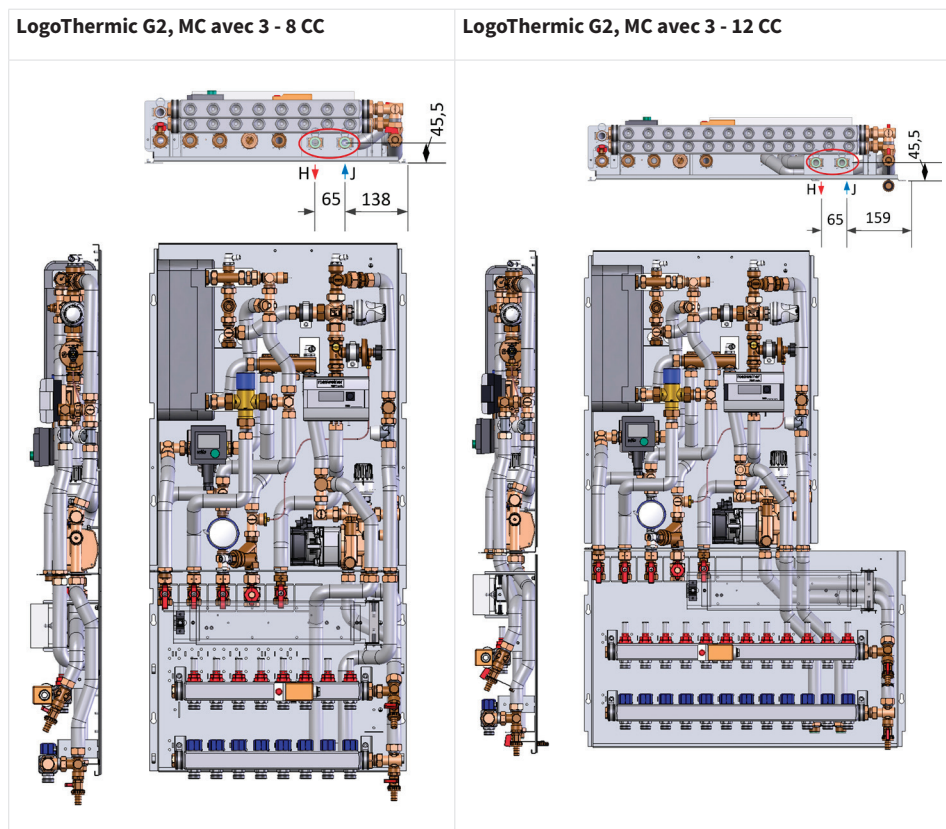 LogoThermic G2, MC avec 3 - 8 CC
LogoThermic G2, MC avec 3 - 12 CC
45,5
H
J
65
138
45,5
H
J
65
159